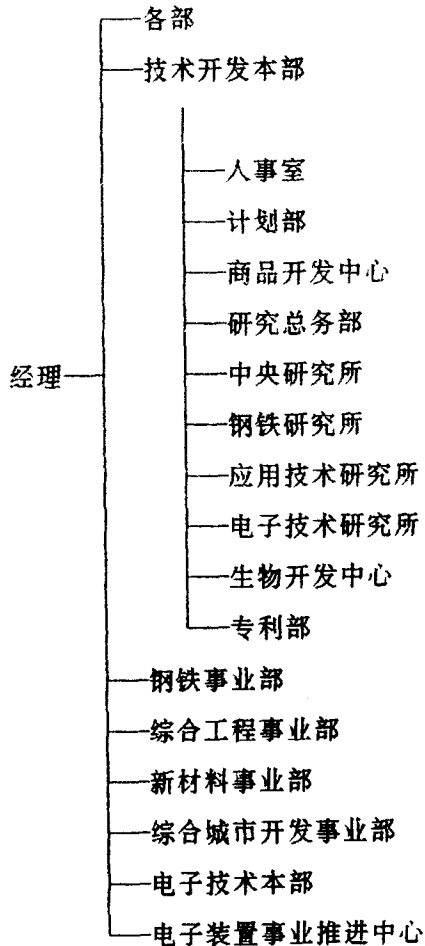 各部
技术开发本部
人事室
计划部
商品开发中心
研究总务部
经理
中央研究所
钢铁研究所
应用技术研究所
电子技术研究所
生物开发中心
专利部
钢铁事业部
综合工程事业部
新材料事业部
综合城市开发事业部
电子技术本部
电子装置事业推进中心